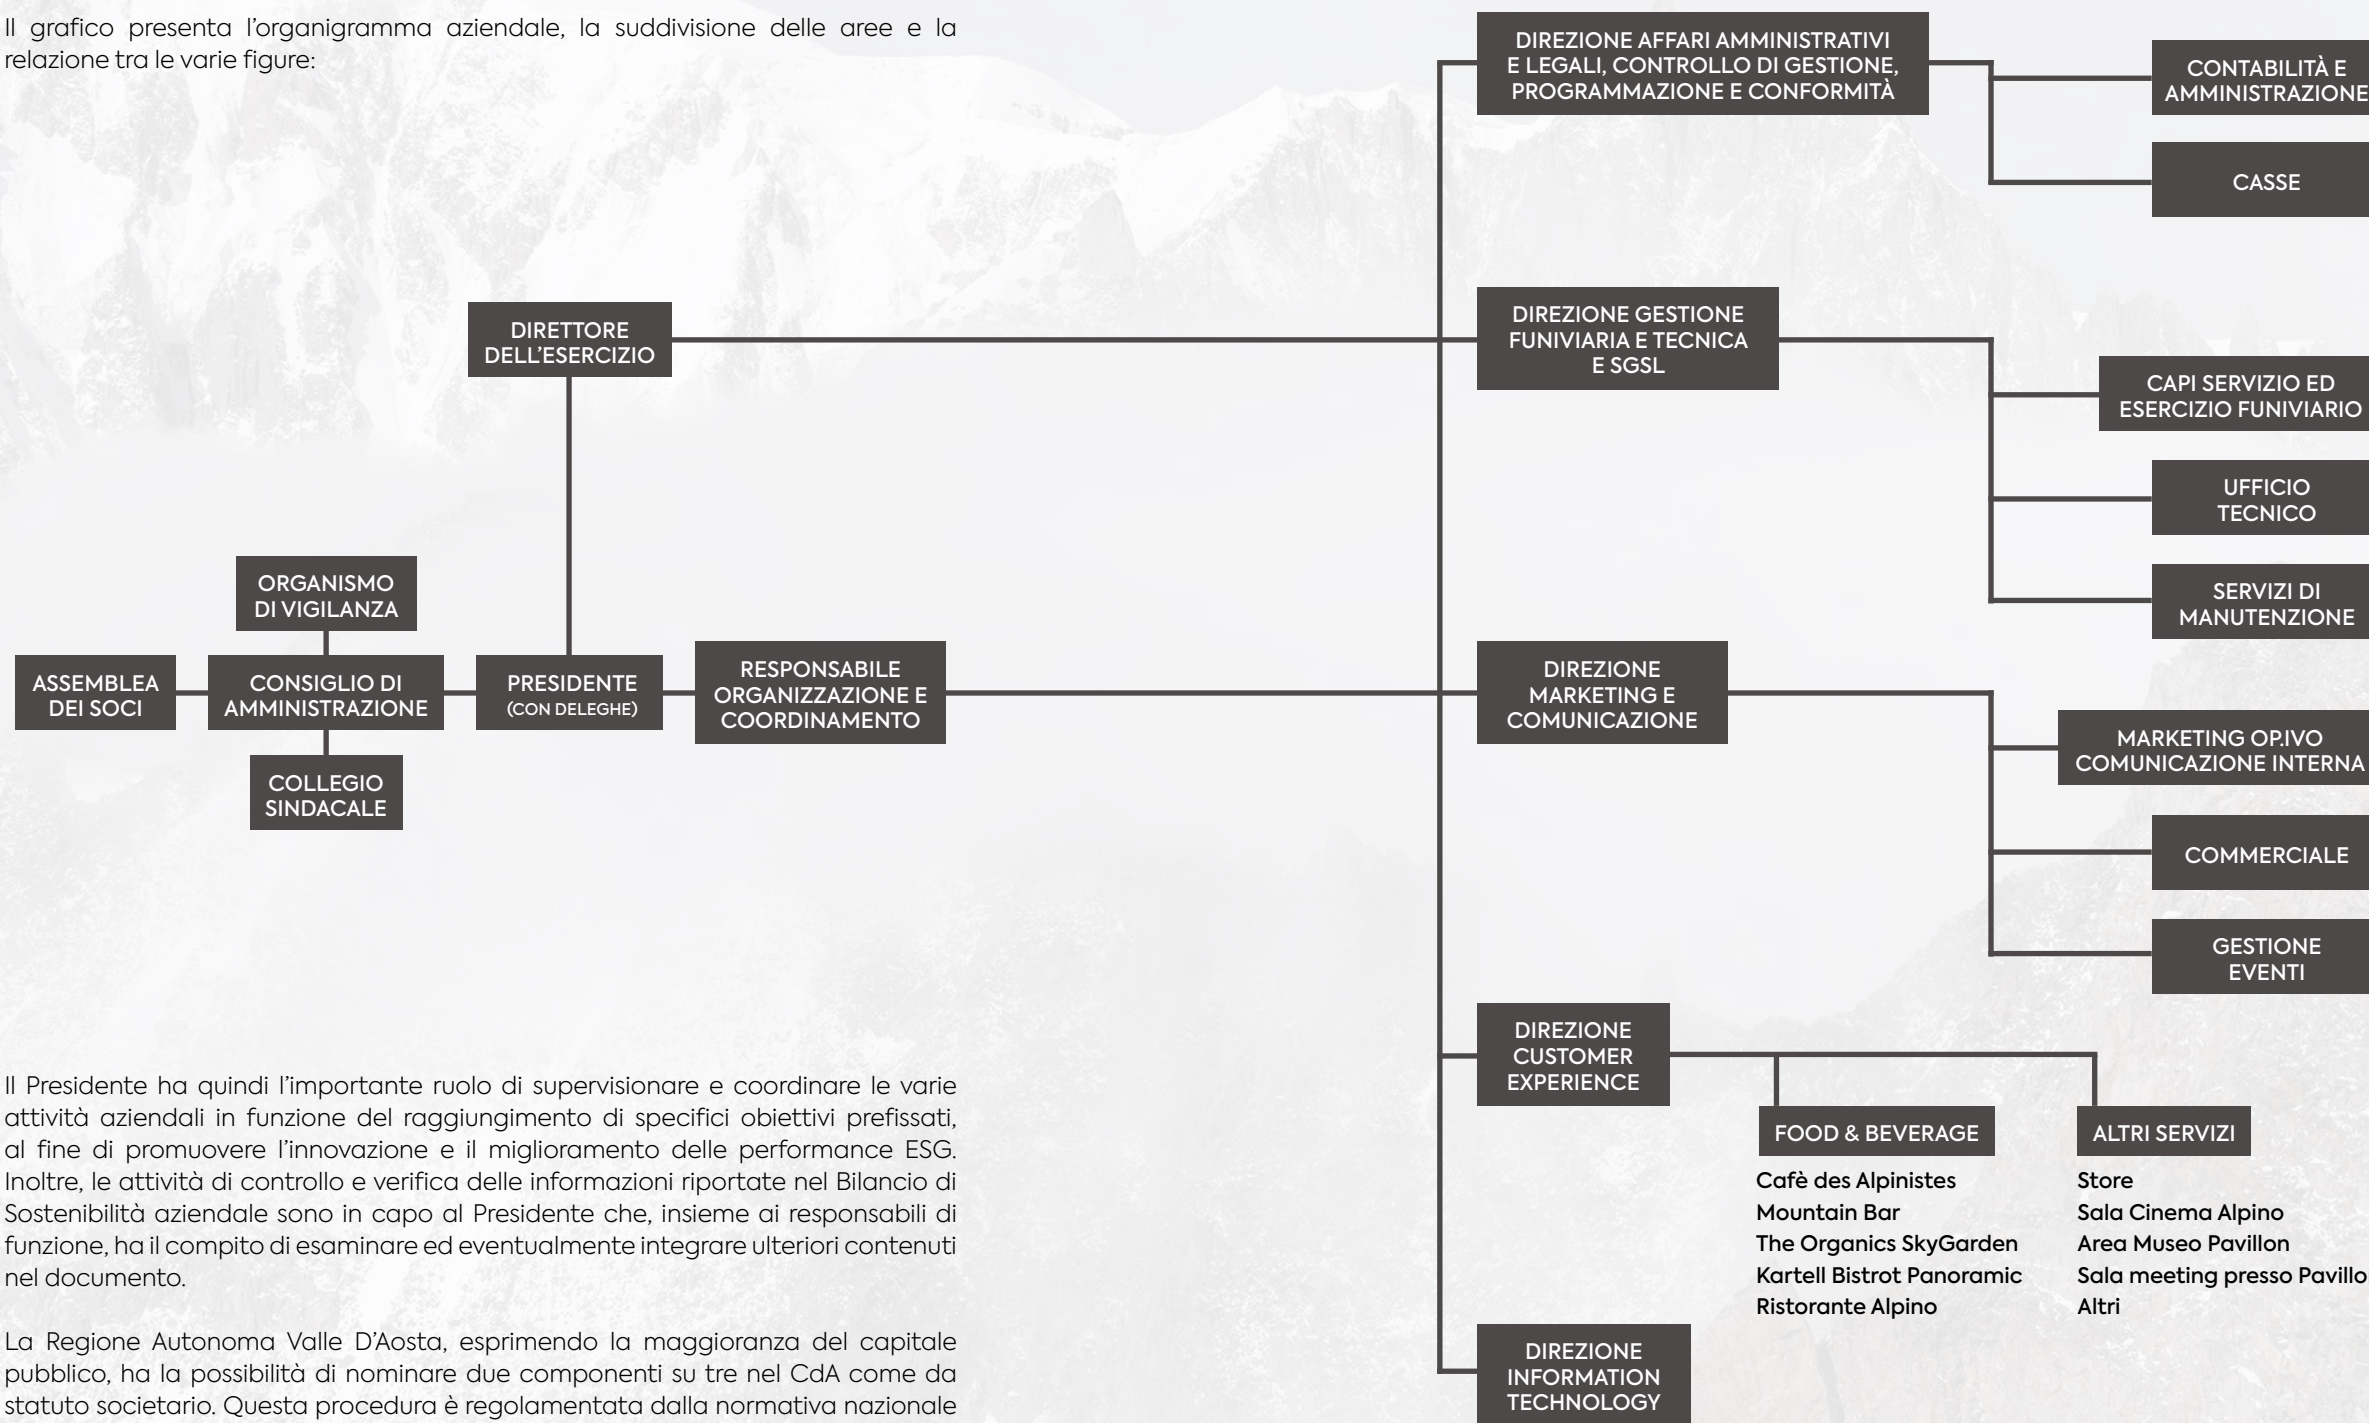 Il grafico presenta l’organigramma aziendale, la suddivisione delle aree e la
relazione tra le varie figure:
DIREZIONE AFFARI AMMINISTRATIVI
E LEGALI, CONTROLLO DI GESTIONE,
PROGRAMMAZIONE E CONFORMITÀ
CONTABILITÀ E
AMMINISTRAZIONE
CASSE
DIRETTORE
DELL’ESERCIZIO
DIREZIONE GESTIONE
FUNIVIARIA E TECNICA
E SGSL
CAPI SERVIZIO ED
ESERCIZIO FUNIVIARIO
UFFICIO
TECNICO
SERVIZI DI
MANUTENZIONE
ORGANISMO
DI VIGILANZA
ASSEMBLEA
DEI SOCI
CONSIGLIO DI
AMMINISTRAZIONE
PRESIDENTE
(CON DELEGHE)
RESPONSABILE
ORGANIZZAZIONE E
COORDINAMENTO
COLLEGIO
SINDACALE
DIREZIONE
MARKETING E
COMUNICAZIONE
MARKETING OP.IVO
COMUNICAZIONE INTERNA
COMMERCIALE
GESTIONE
EVENTI
DIREZIONE
CUSTOMER
EXPERIENCE
FOOD & BEVERAGE
Cafè des Alpinistes
Mountain Bar
The Organics SkyGarden
Kartell Bistrot Panoramic
Ristorante Alpino
ALTRI SERVIZI
Store
Sala Cinema Alpino
Area Museo Pavillon
Sala meeting presso Pavillo
Altri
DIREZIONE
INFORMATION
TECHNOLOGY
Il Presidente ha quindi l’importante ruolo di supervisionare e coordinare le varie
attività aziendali in funzione del raggiungimento di specifici obiettivi prefissati,
al fine di promuovere l’innovazione e il miglioramento delle performance ESG.
Inoltre, le attività di controllo e verifica delle informazioni riportate nel Bilancio di
Sostenibilità aziendale sono in capo al Presidente che, insieme ai responsabili di
funzione, ha il compito di esaminare ed eventualmente integrare ulteriori contenuti
nel documento.
La Regione Autonoma Valle D’Aosta, esprimendo la maggioranza del capitale
pubblico, ha la possibilità di nominare due componenti su tre nel CdA come da
statuto societario. Questa procedura è regolamentata dalla normativa nazionale